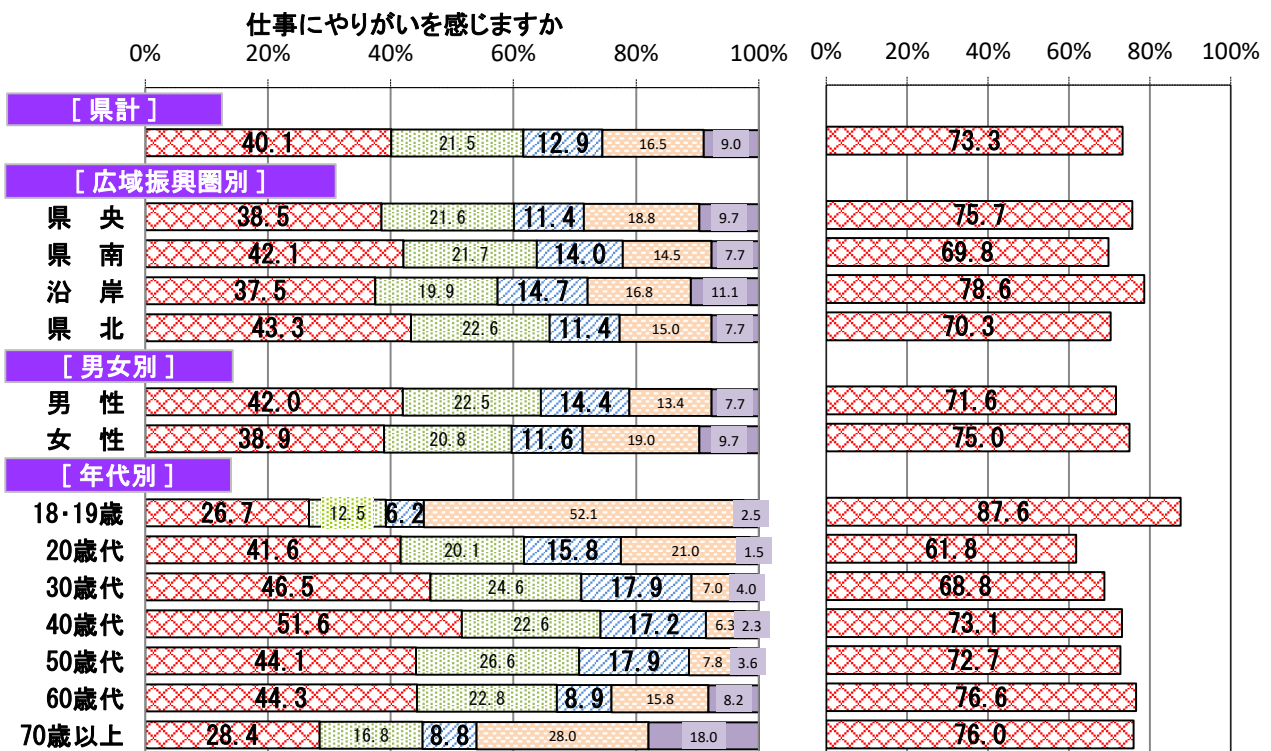 仕事にやりがいを感じますか
0% 20% 40% 60% 80% 100% 0% 20% 40% 60% 80% 100%
[ 県計 ]
40.1 21.5 12.9 16.5 9.0 73.3
[ 広域振興圏別 ]
県 央 38.5 21.6 11.4 18.8 9.7 75.7
県 南 42.1 21.7 14.0 14.5 7.7 69.8
沿 岸 37.5 19.9 14.7 16.8 11.1 78.6
県 北 43.3 22.6 11.4 15.0 7.7 70.3
[ 男女別 ]
男 性 42.0 22.5 14.4 13.4 7.7 71.6
女 性 38.9 20.8 11.6 19.0 9.7 75.0
[ 年代別 ]
18･19歳 26.7 12.5 6.2 52.1 2.5 87.6
20歳代 41.6 20.1 15.8 21.0 1.5 61.8
30歳代 46.5 24.6 17.9 7.0 4.0 68.8
40歳代 51.6 22.6 17.2 6.3 2.3 73.1
50歳代 44.1 26.6 17.9 7.8 3.6 72.7
60歳代 44.3 22.8 8.9 15.8 8.2 76.6
70歳以上 28.4 16.8 8.8 28.0 18.0 76.0